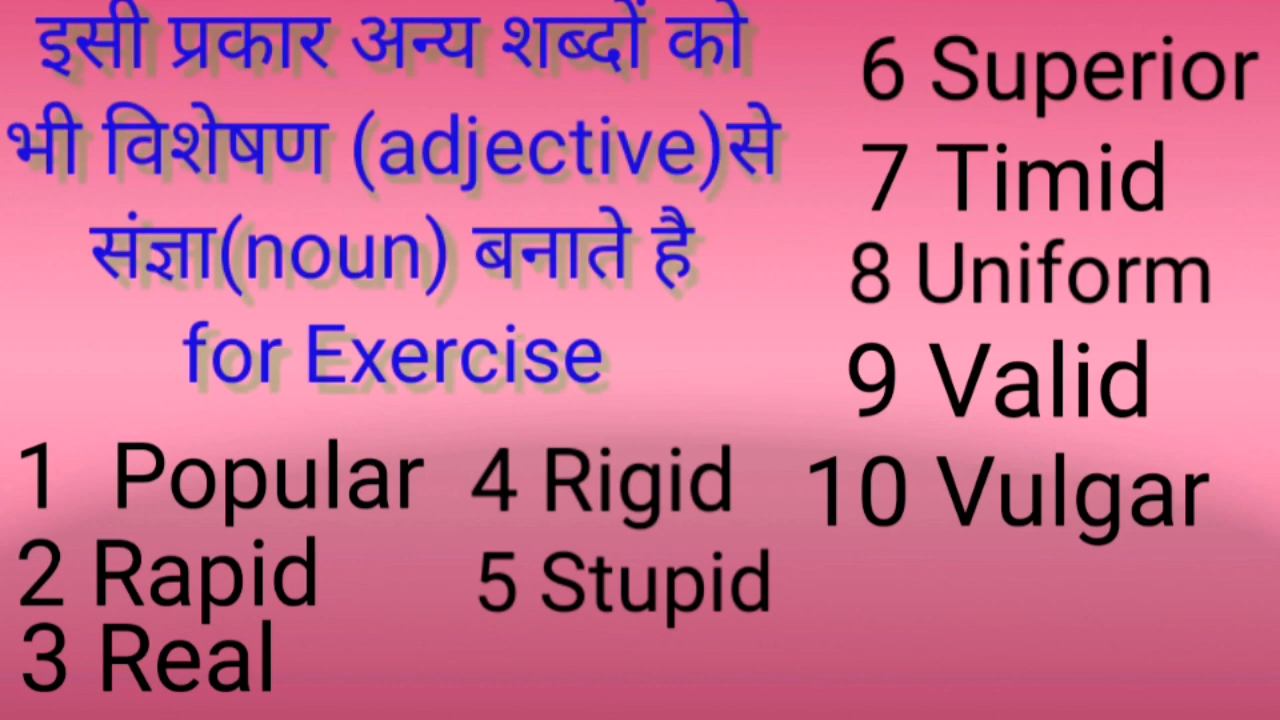 इसी प्रकार अन्य शब्दों को
भी विशेषण (adjective)से
संज्ञा(noun) बनाते है
for Exercise
1 Popular
2 Rapid
3 Real
4 Rigid
5 Stupid
6 Superior
7 Timid
8 Uniform
9 Valid
10 Vulgar